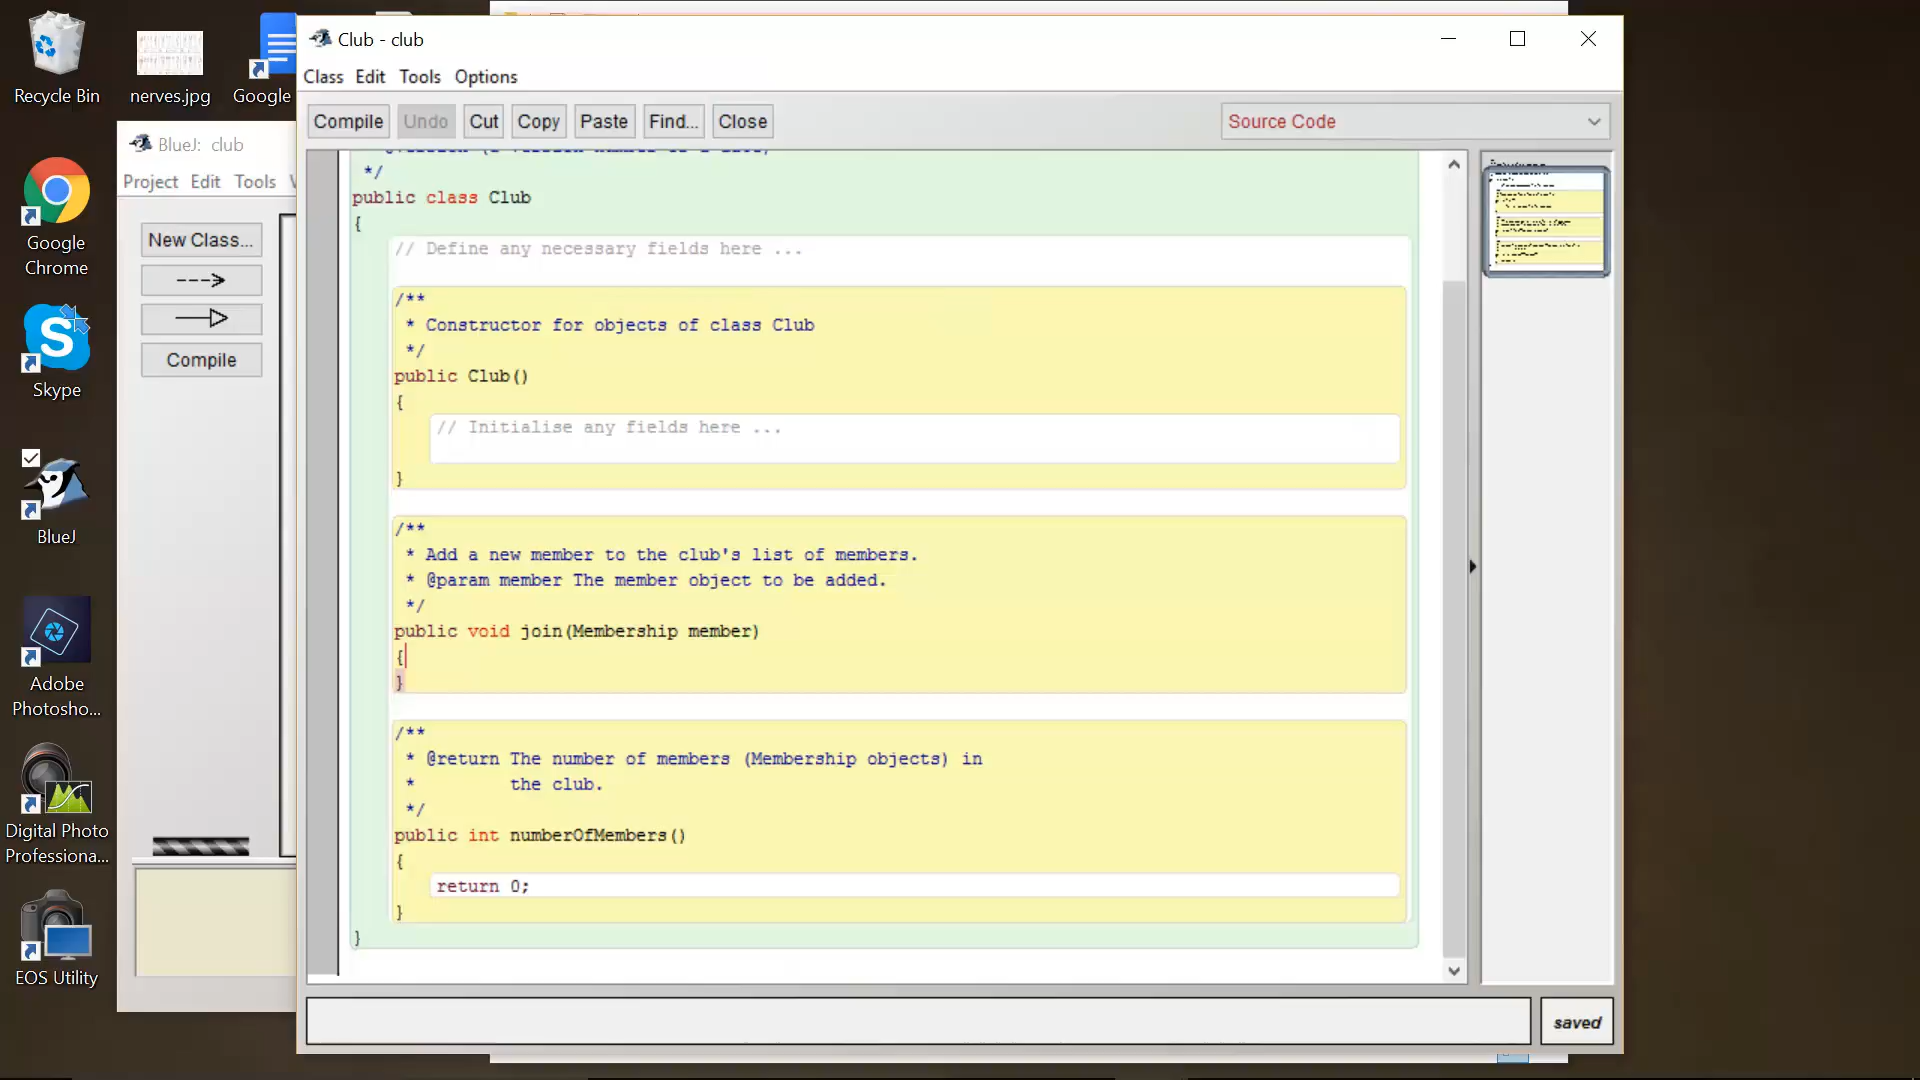 Recycle Bin
nerves.jpg
Google
Google
Chrome
Skype
BlueJ
Adobe
Photosho...
Digital Photo
Professiona...
EOS Utility
BlueJ: club
Project Edit Tools
New Class...
Compile
Club - club
Class Edit Tools Options
Compile Undo Cut Copy Paste Find... Close
Source Code
*/
public class Club
{
// Define any necessary fields here ...
/**
* Constructor for objects of class Club
*/
public Club()
{
// Initialise any fields here ...
}
/**
* Add a new member to the club's list of members.
* @param member The member object to be added.
*/
public void join(Membership member)
{
}
/**
* @return The number of members (Membership objects) in
* the club.
*/
public int numberOfMembers()
{
return 0;
}
}
saved